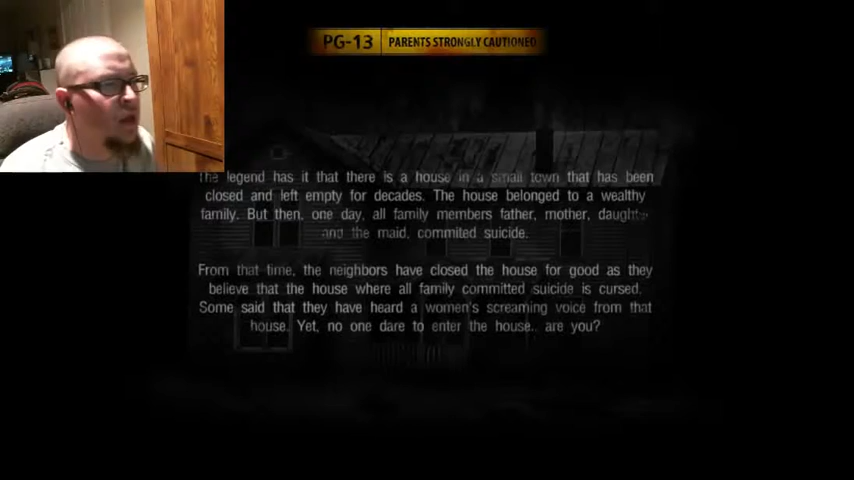 PG-13 PARENTS STRONGLY CAUTIONED
The legend has it that there is a house in a small town that has been
closed and left empty for decades. The house belonged to a wealthy
family. But then, one day, all family members father, mother, daughter
and the maid, commited suicide.
From that time, the neighbors have closed the house for good as they
believe that the house where all family committed suicide is cursed.
Some said that they have heard a women's screaming voice from that
house. Yet, no one dare to enter the house.. are you?